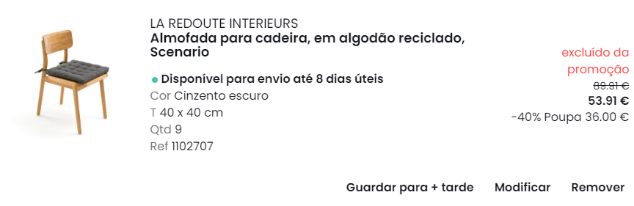 LA REDOUTE INTERIEURS
Almofada para cadeira, em algodão reciclado,
Scenario
excluído da
promoção
Disponível para envio até 8 dias úteis
89.91 €
Cor Cinzento escuro
53.91 €
T 40 x 40 cm
-40% Poupa 36.00 €
Qtd 9
Ref 1102707
Guardar para + tarde Modificar Remover